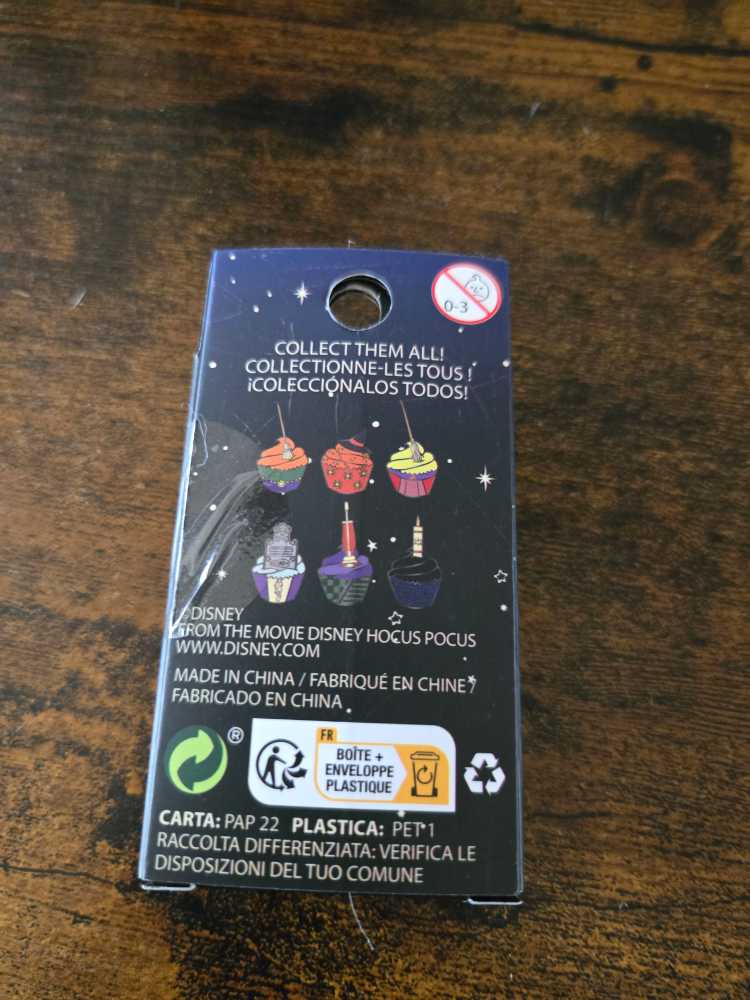 0-3
COLLECT THEM ALL!
COLLECTIONNE-LES TOUS !
¡COLECCIÓNALOS TODOS!
©DISNEY
FROM THE MOVIE DISNEY HOCUS POCUS
WWW.DISNEY.COM
MADE IN CHINA / FABRIQUÉ EN CHINE /
FABRICADO EN CHINA
®
FR
BOÎTE +
ENVELOPPE
PLASTIQUE
CARTA: PAP 22 PLASTICA: PET 1
RACCOLTA DIFFERENZIATA: VERIFICA LE
DISPOSIZIONI DEL TUO COMUNE